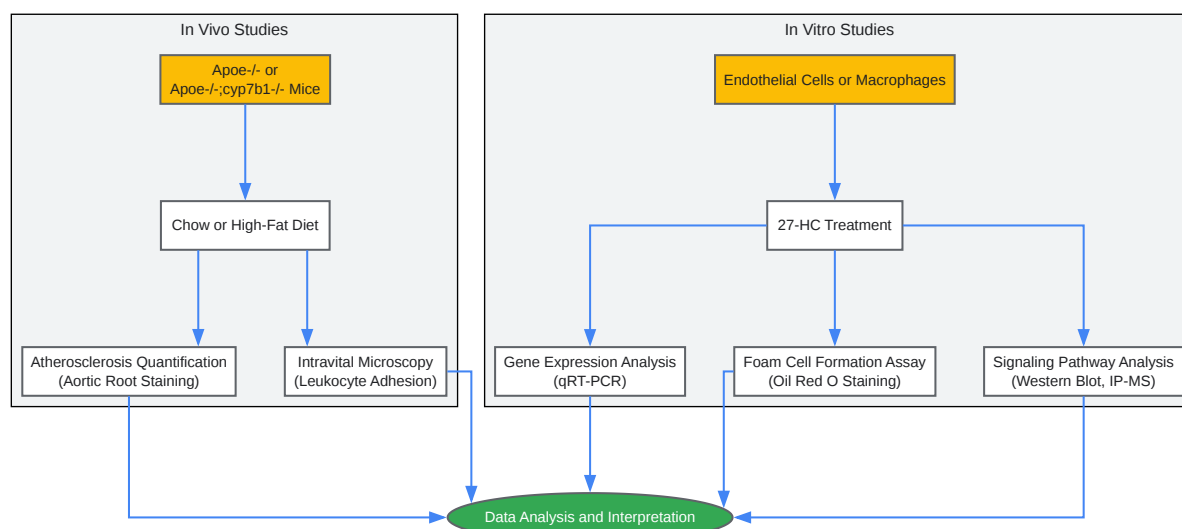 In Vivo Studies
Apoe-/- or
Apoe-/-;cyp7b1-/- Mice
Chow or High-Fat Diet
Atherosclerosis Quantification
(Aortic Root Staining)
Intravital Microscopy
(Leukocyte Adhesion)
In Vitro Studies
Endothelial Cells or Macrophages
27-HC Treatment
Gene Expression Analysis
(qRT-PCR)
Foam Cell Formation Assay
(Oil Red O Staining)
Signaling Pathway Analysis
(Western Blot, IP-MS)
Data Analysis and Interpretation